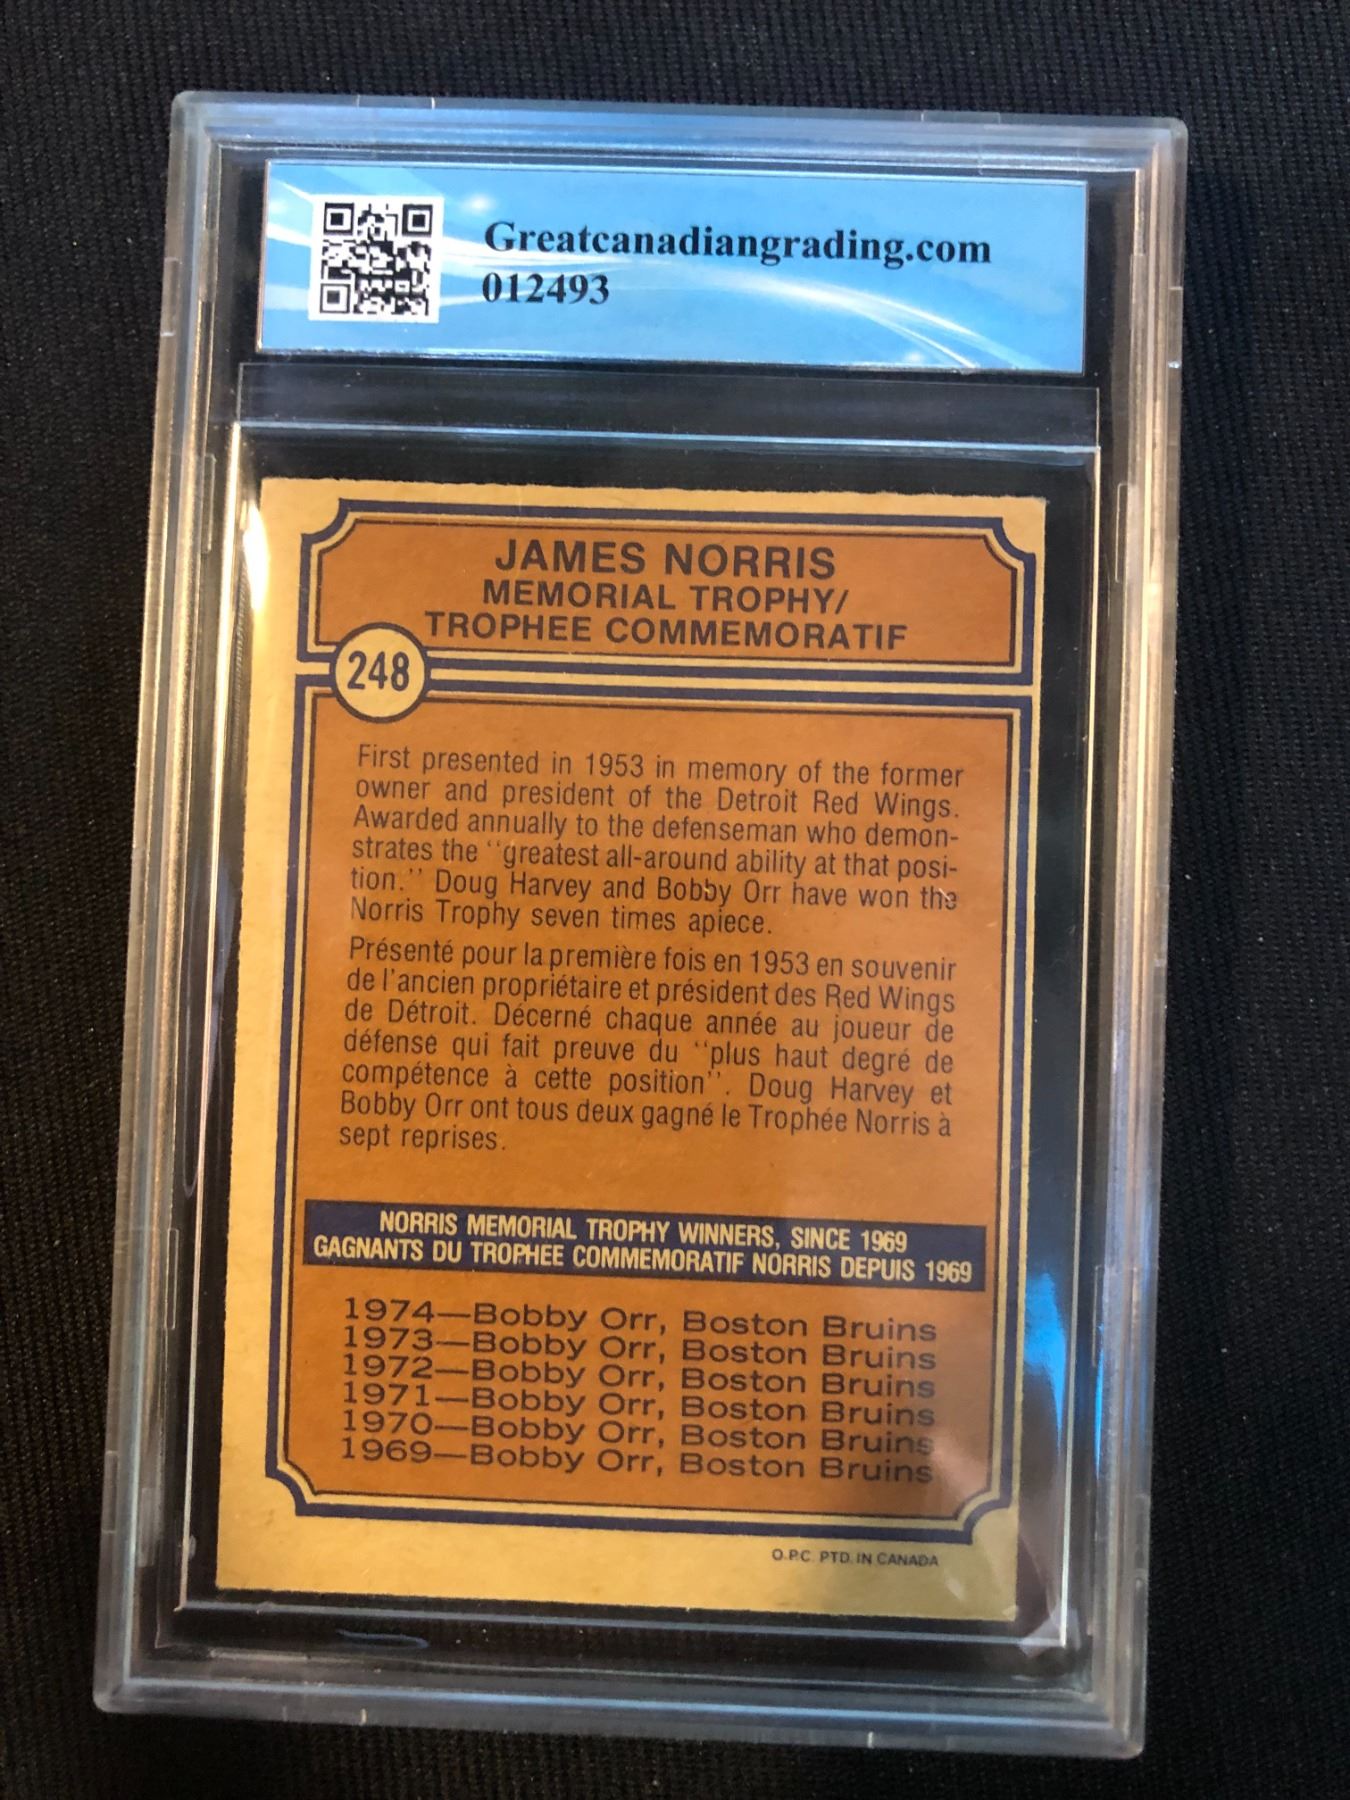 Greatcanadiangrading.com
012493
JAMES NORRIS
MEMORIAL TROPHY/
TROPHEE COMMEMORATIF
248
First presented in 1953 in memory of the former
owner and president of the Detroit Red Wings.
Awarded annually to the defenseman who demon-
strates the ''greatest all-around ability at that posi-
tion.'' Doug Harvey and Bobby Orr have won the
Norris Trophy seven times apiece.
Présenté pour la première fois en 1953 en souvenir
de l'ancien propriétaire et président des Red Wings
de Détroit. Décerné chaque année au joueur de
défense qui fait preuve du ''plus haut degré de
compétence à cette position''. Doug Harvey et
Bobby Orr ont tous deux gagné le Trophée Norris à
sept reprises.
NORRIS MEMORIAL TROPHY WINNERS, SINCE 1969
GAGNANTS DU TROPHEE COMMEMORATIF NORRIS DEPUIS 1969
1974—Bobby Orr, Boston Bruins
1973—Bobby Orr, Boston Bruins
1972—Bobby Orr, Boston Bruins
1971—Bobby Orr, Boston Bruins
1970—Bobby Orr, Boston Bruins
1969—Bobby Orr, Boston Bruins
O.P.C. PTD. IN CANADA